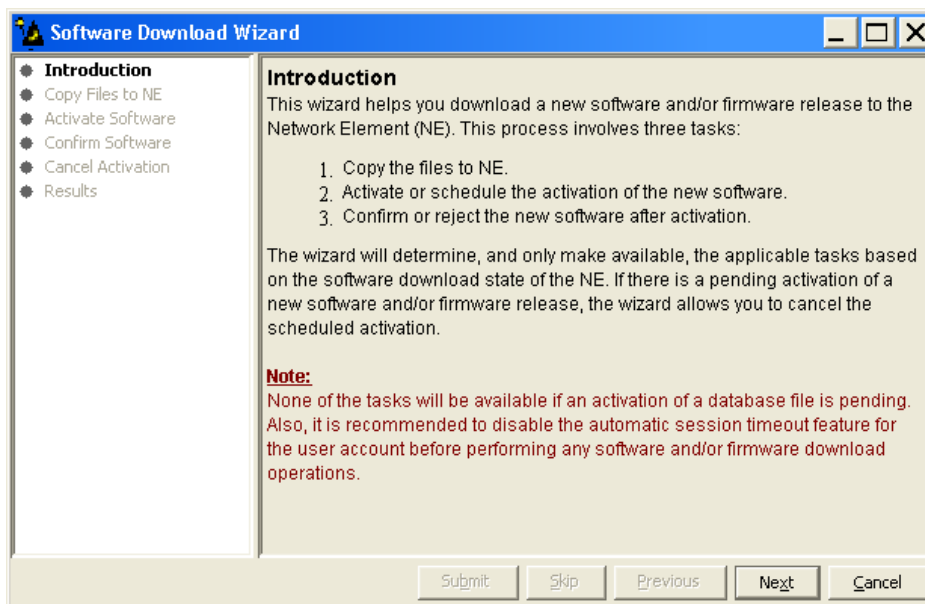 Software Download Wizard
Introduction
Copy Files to NE
Activate Software
Confirm Software
Cancel Activation
Results
Introduction
This wizard helps you download a new software and/or firmware release to the
Network Element (NE). This process involves three tasks:
1. Copy the files to NE.
2. Activate or schedule the activation of the new software.
3. Confirm or reject the new software after activation.
The wizard will determine, and only make available, the applicable tasks based
on the software download state of the NE. If there is a pending activation of a
new software and/or firmware release, the wizard allows you to cancel the
scheduled activation.
Note:
None of the tasks will be available if an activation of a database file is pending.
Also, it is recommended to disable the automatic session timeout feature for
the user account before performing any software and/or firmware download
operations.
Submit Skip Previous Next Cancel